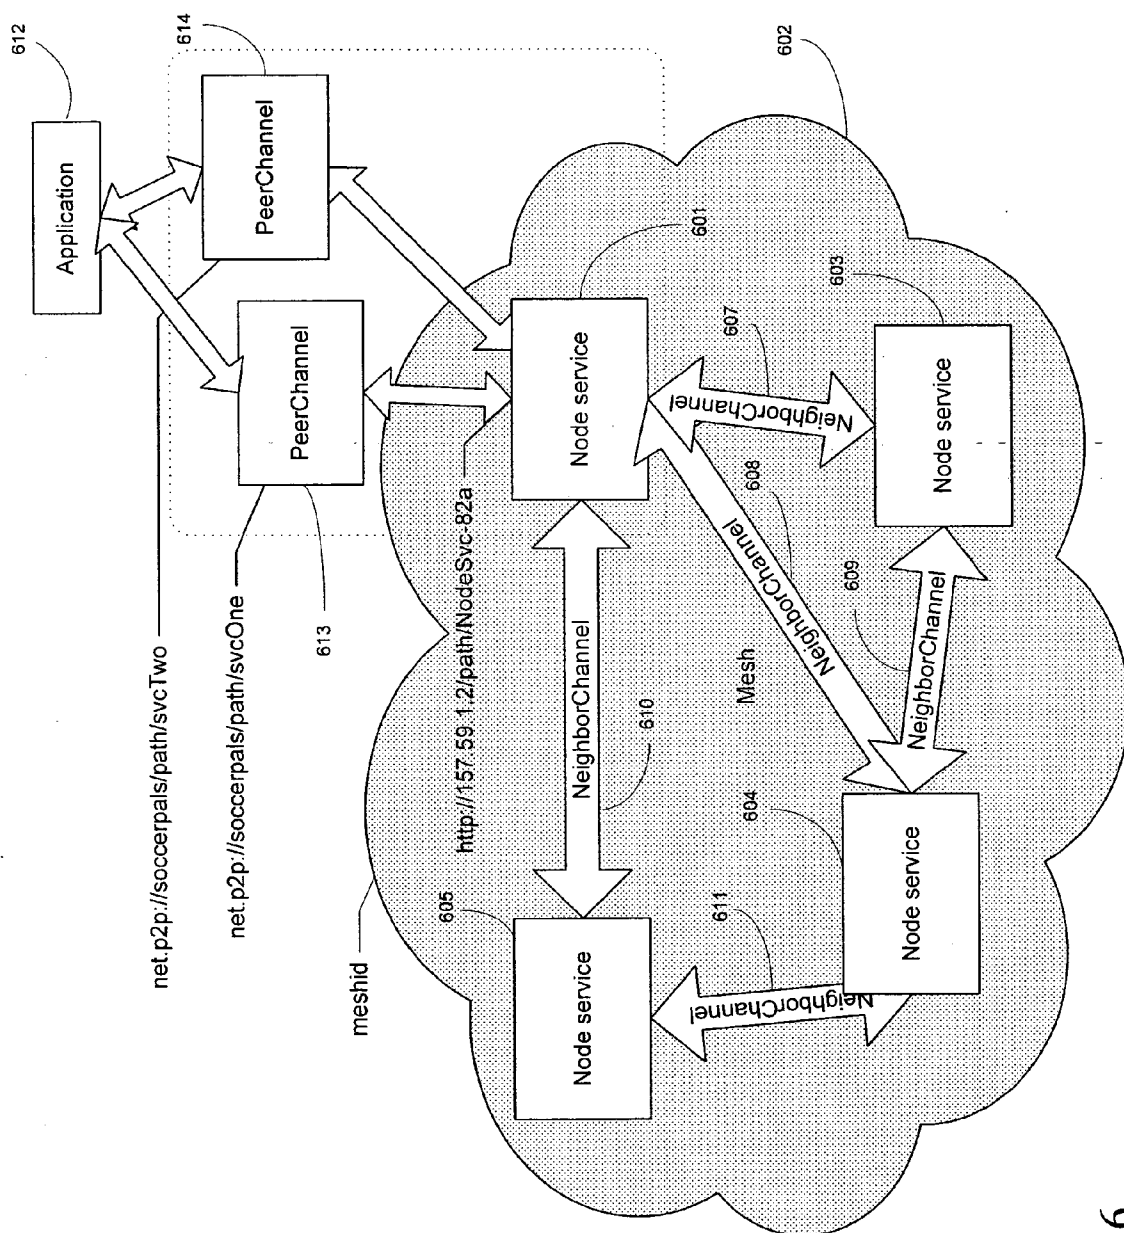 612
Application
614
net.p2p://soccerpals/path/svcTwo
net.p2p://soccerpals/path/svcOne
PeerChannel
PeerChannel
613
meshid
605
http://157.59.1.2/path/NodeSvc-82a
Node service
NeighborChannel
Node service
610
601
611
NeighborChannel
607
NeighborChannel
Mesh
608
NeighborChannel
604
602
603
609
Node service
NeighborChannel
Node service
6